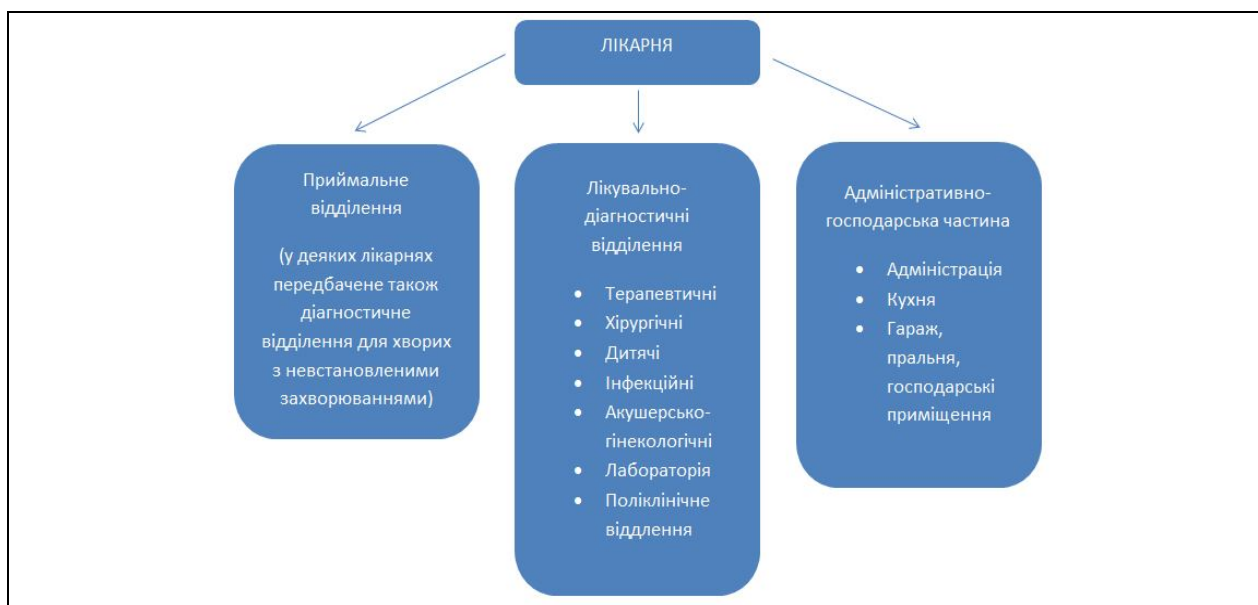 ЛІКАРНЯ
Приймальне
відділення
(у деяких лікарнях
передбачене також
діагностичне
відділення для хворих
з невстановленими
захворюваннями)
Лікувально-
діагностичні
відділення
• Терапевтичні
• Хірургічні
• Дитячі
• Інфекційні
• Акушерсько-
гінекологічні
• Лабораторія
• Поліклінічне
віддлення
Адміністративно-
господарська частина
• Адміністрація
• Кухня
• Гараж,
пральня,
господарські
приміщення